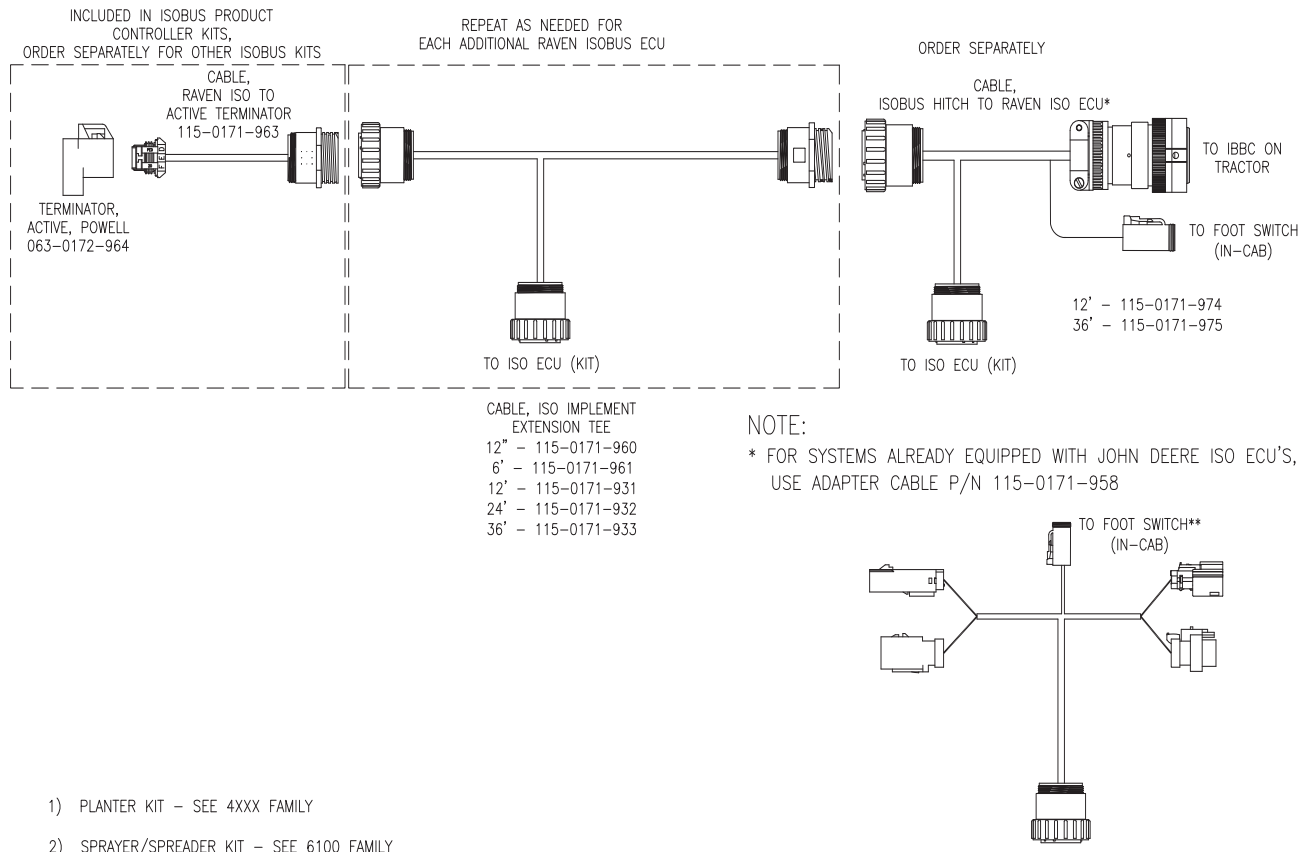 INCLUDED IN ISOBUS PRODUCT
CONTROLLER KITS,
ORDER SEPARATELY FOR OTHER ISOBUS KITS
CABLE,
RAVEN ISO TO
ACTIVE TERMINATOR
115-0171-963
TERMINATOR,
ACTIVE, POWELL
063-0172-964
REPEAT AS NEEDED FOR
EACH ADDITIONAL RAVEN ISOBUS ECU
TO ISO ECU (KIT)
CABLE, ISO IMPLEMENT
EXTENSION TEE
12" - 115-0171-960
6' - 115-0171-961
12' - 115-0171-931
24' - 115-0171-932
36' - 115-0171-933
ORDER SEPARATELY
CABLE,
ISOBUS HITCH TO RAVEN ISO ECU*
TO IBBC ON
TRACTOR
TO FOOT SWITCH
(IN-CAB)
12' - 115-0171-974
36' - 115-0171-975
TO ISO ECU (KIT)
NOTE:
* FOR SYSTEMS ALREADY EQUIPPED WITH JOHN DEERE ISO ECU'S,
USE ADAPTER CABLE P/N 115-0171-958
TO FOOT SWITCH**
(IN-CAB)
1) PLANTER KIT - SEE 4XXX FAMILY
2) SPRAYER/SPREADER KIT - SEE 6100 FAMILY